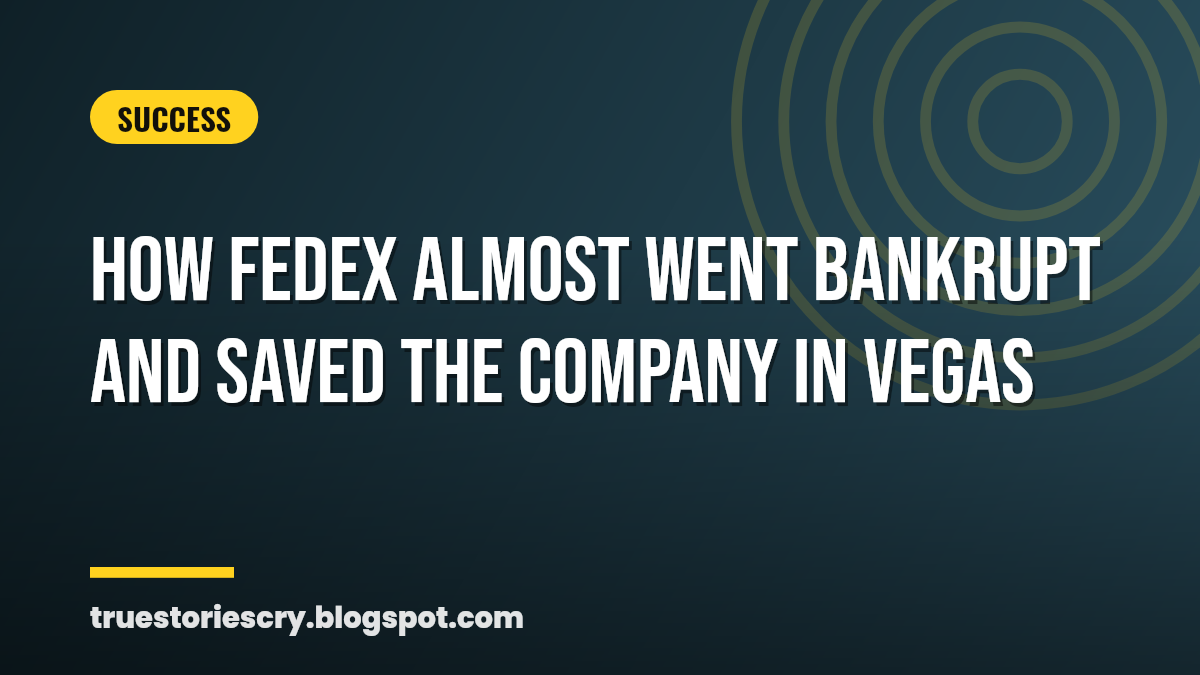 SUCCESS
HOW FEDEX ALMOST WENT BANKRUPT
AND SAVED THE COMPANY IN VEGAS
truestoriescry.blogspot.com